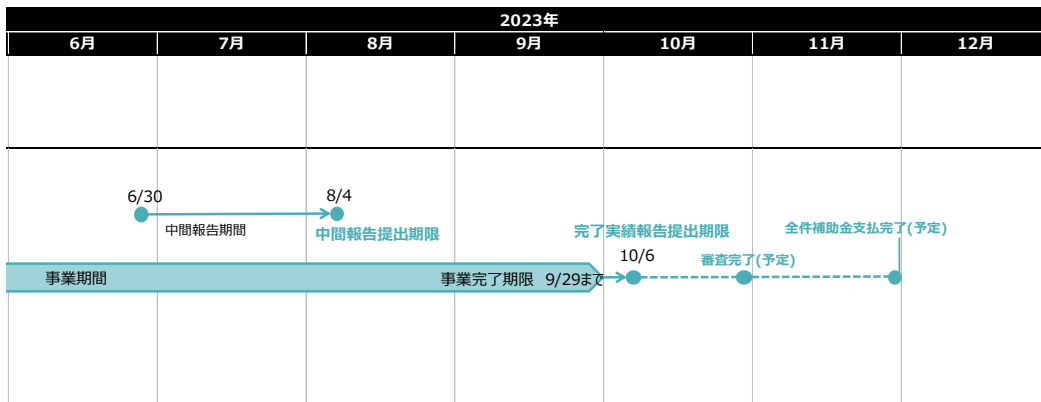 2023年
6月 7月 8月 9月 10月 11月 12月
6/30
8/4
中間報告期間
中間報告提出期限
完了実績報告提出期限
10/6
審査完了(予定)
全件補助金支払完了(予定)
事業期間
事業完了期限 9/29まで